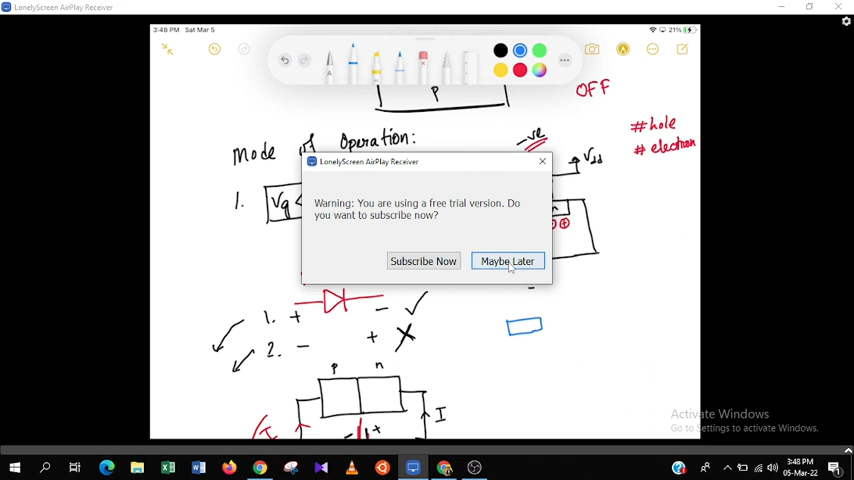 LonelyScreen AirPlay Receiver
3:48 PM Sat Mar 5
21%
A
P
OFF
Mode of Operation:
-ve
Vdd
#hole
#electron
1. Vg <
LonelyScreen AirPlay Receiver
Warning: You are using a free trial version. Do
you want to subscribe now?
Subscribe Now
Maybe Later
1. + - ✓
2. - + X
p n
I
I
- +
Activate Windows
Go to Settings to activate Windows.
3:48 PM
05-Mar-22